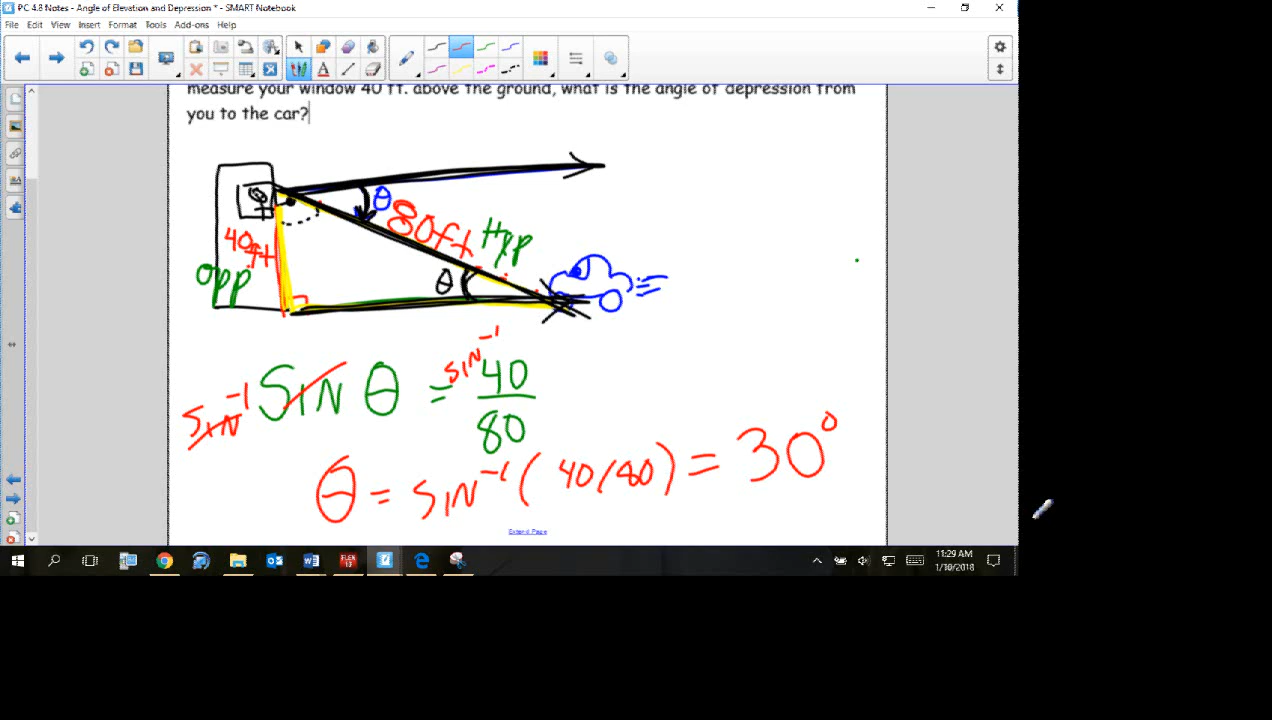 PC 4.8 Notes - Angle of Elevation and Depression * - SMART Notebook
File Edit View Insert Format Tools Add-ons Help
measure your window 40 ft. above the ground, what is the angle of depression from
you to the car?
θ
80ft
Hyp
40ft
opp.
θ
sin⁻¹ Sin θ = sin⁻¹ 40
80
θ = sin⁻¹ ( 40/80 ) = 30°
Extend Page
11:29 AM
1/10/2018